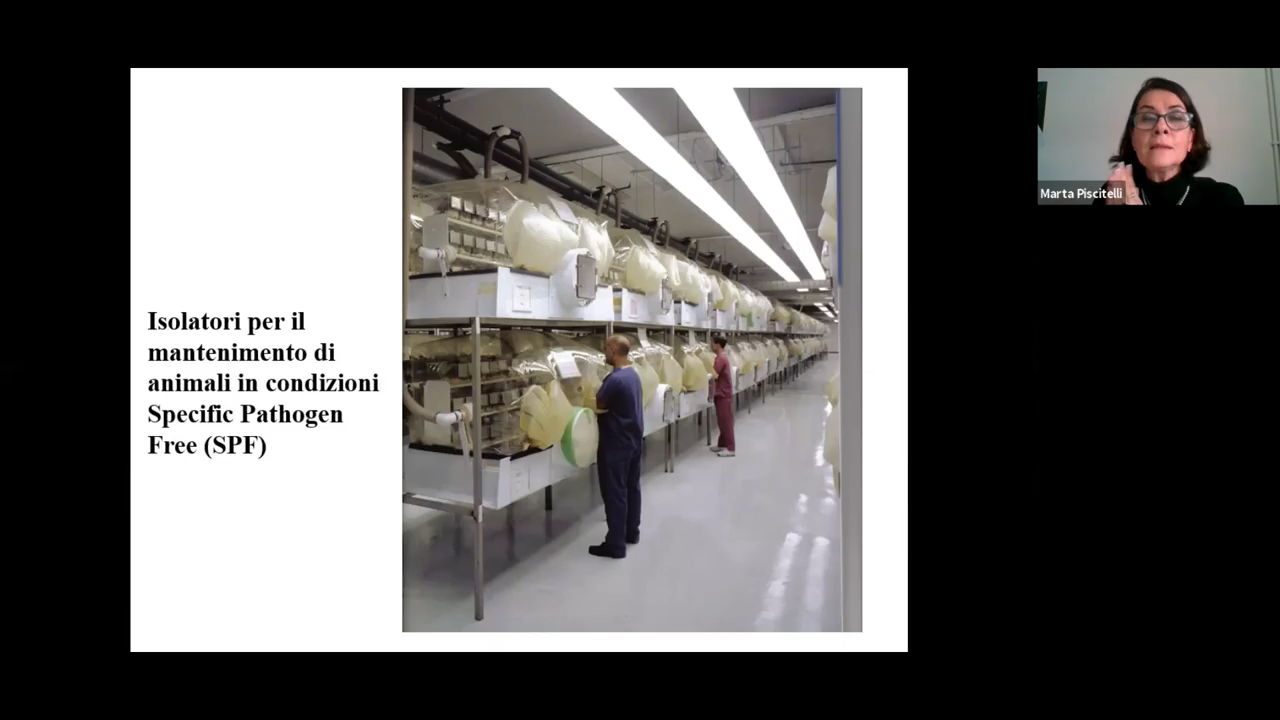 Isolatori per il
mantenimento di
animali in condizioni
Specific Pathogen
Free (SPF)
Marta Piscitelli